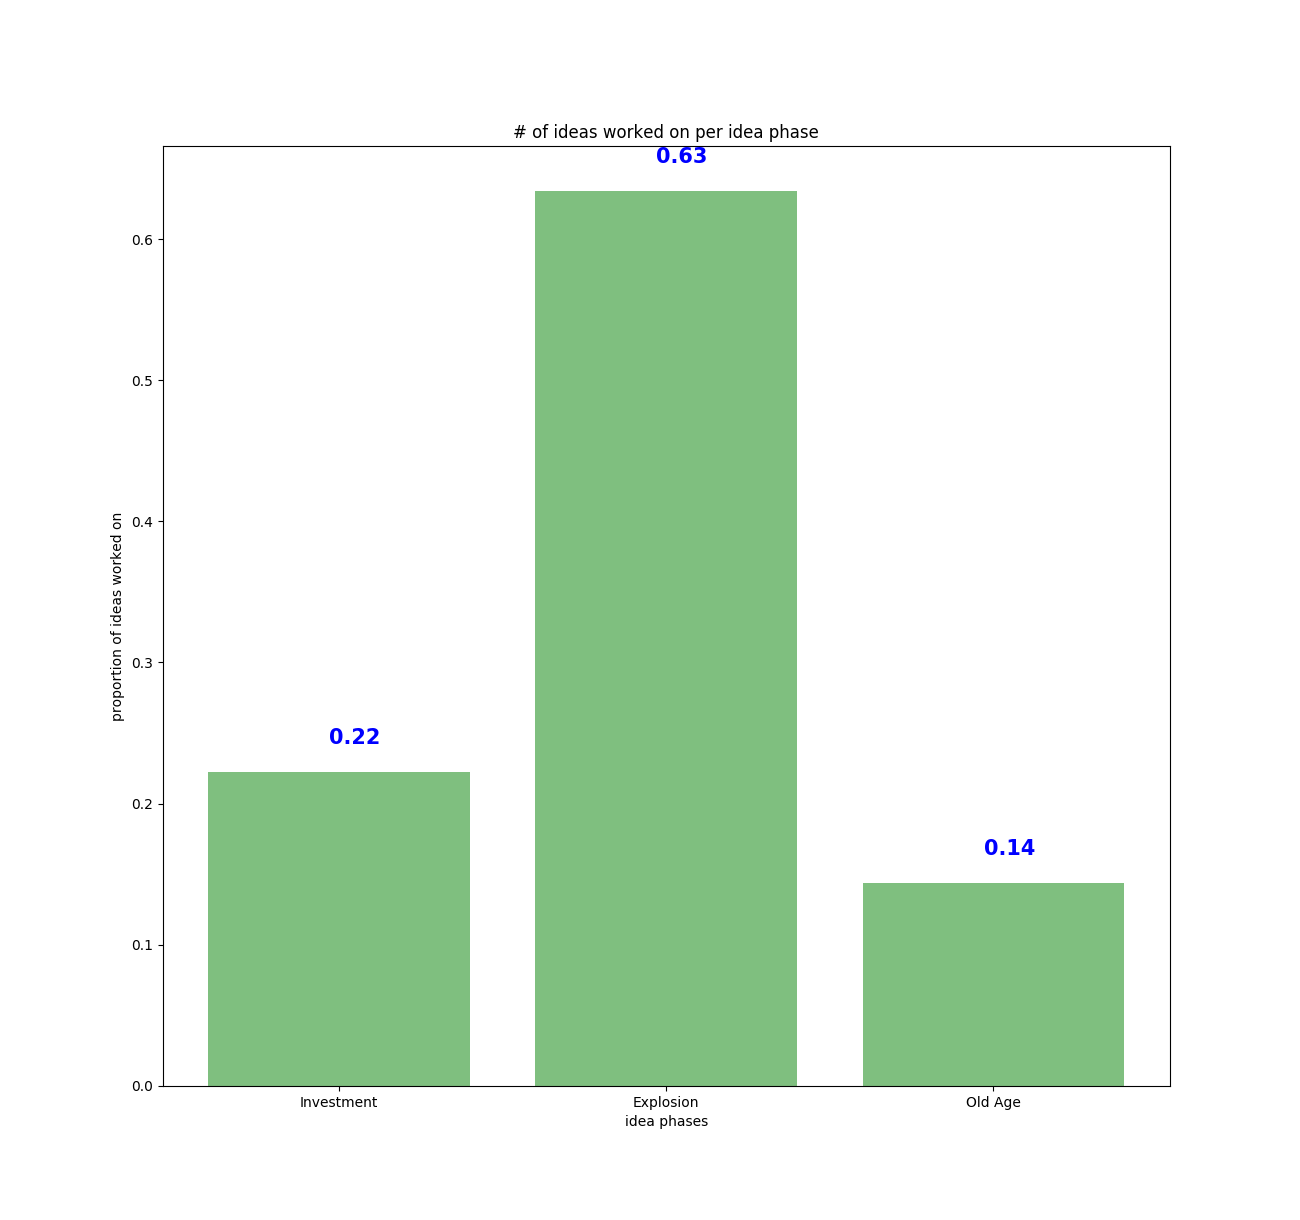 # of ideas worked on per idea phase
0.63
0.6
0.5
0.4
0.3
0.22
0.2
0.14
0.1
0.0
proportion of ideas worked on
Investment
Explosion
Old Age
idea phases